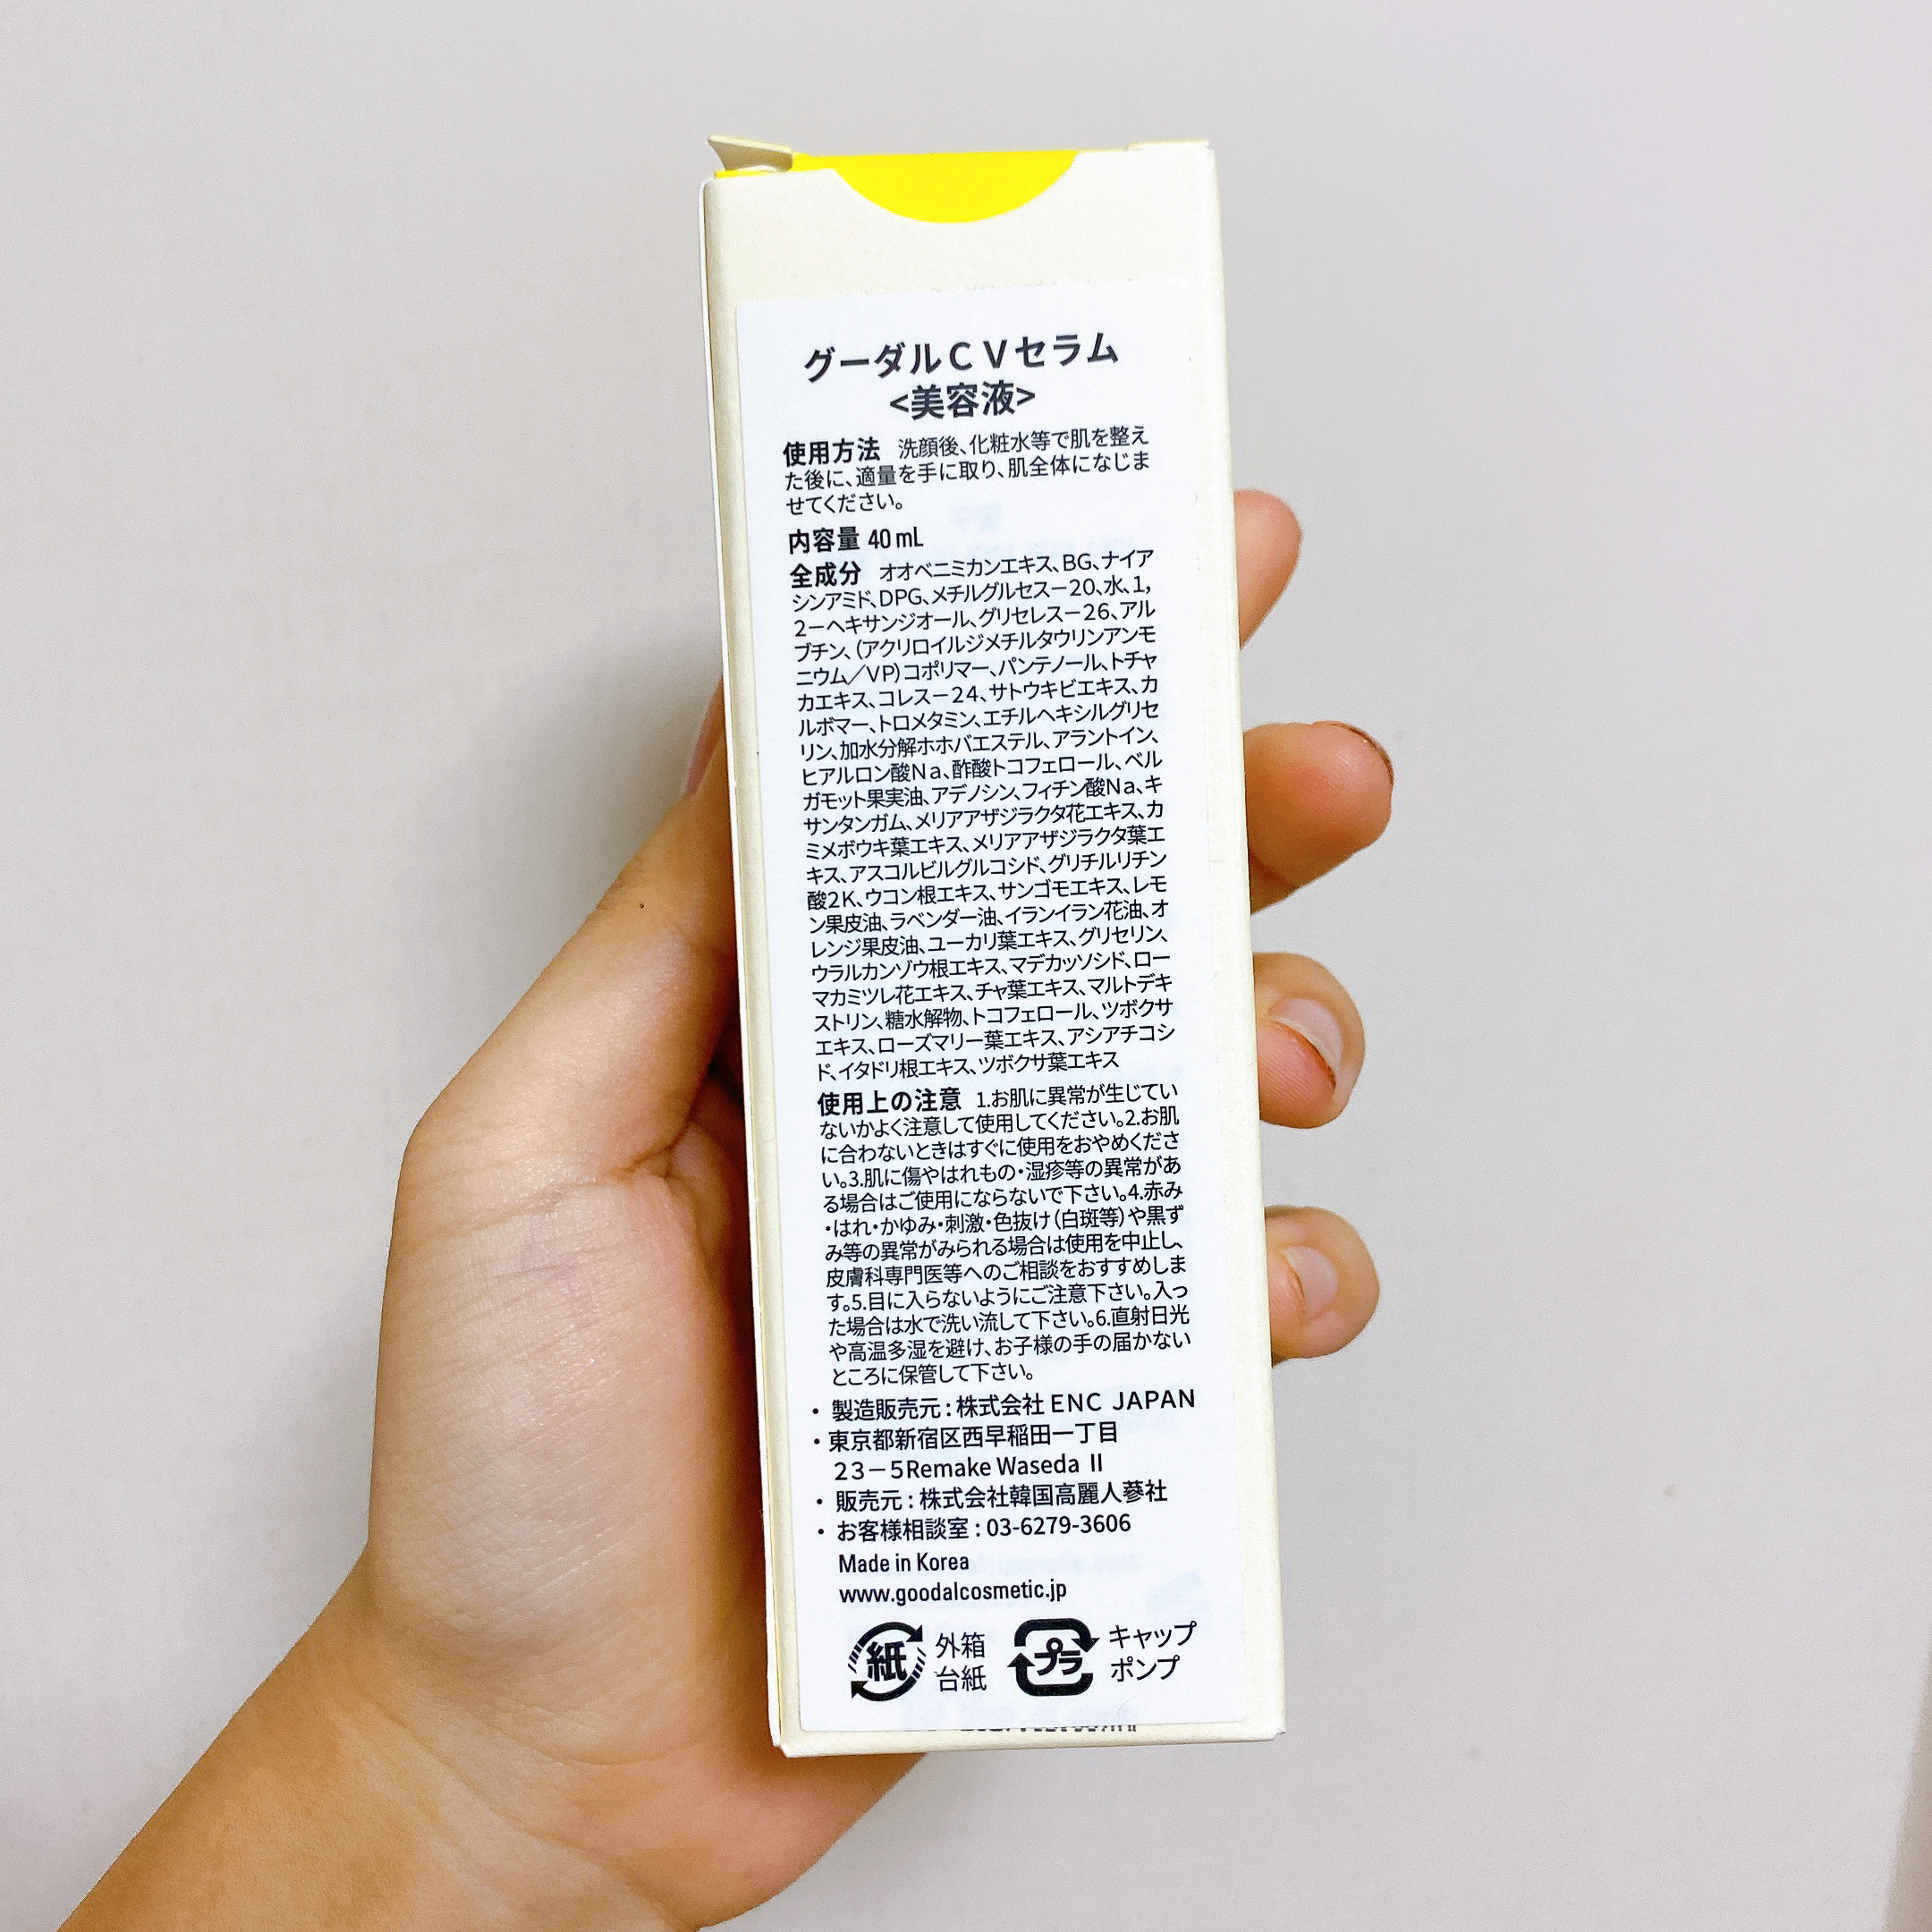 グーダルCVセラム
<美容液>
使用方法 洗顔後、化粧水等で肌を整え
た後に、適量を手に取り、肌全体になじま
せてください。
内容量 40mL
全成分 オオベニミカンエキス、BG、ナイア
シンアミド、DPG、メチルグルセスー20、水、1,
2ーヘキサンジオール、グリセレスー26、アル
ブチン、(アクリロイルジメチルタウリンアンモ
ニウム／VP)コポリマー、パンテノール、トチャ
カエキス、コレスー24、サトウキビエキス、カ
ルボマー、トロメタミン、エチルヘキシルグリセ
リン、加水分解ホホバエステル、アラントイン、
ヒアルロン酸Na、酢酸トコフェロール、ベル
ガモット果実油、アデノシン、フィチン酸Na、キ
サンタンガム、メリアアザジラクタ花エキス、カ
ミメボウキ葉エキス、メリアアザジラクタ葉エ
キス、アスコルビルグルコシド、グリチルリチン
酸2K、ウコン根エキス、サンゴモエキス、レモ
ン果皮油、ラベンダー油、イランイラン花油、オ
レンジ果皮油、ユーカリ葉エキス、グリセリン、
ウラルカンゾウ根エキス、マデカッソシド、ロー
マカミツレ花エキス、チャ葉エキス、マルトデキ
ストリン、糖水解物、トコフェロール、ツボクサ
エキス、ローズマリー葉エキス、アシアチコシ
ド、イタドリ根エキス、ツボクサ葉エキス
使用上の注意 1.お肌に異常が生じてい
ないかよく注意して使用してください。2.お肌
に合わないときはすぐに使用をおやめくださ
い。3.肌に傷やはれもの・湿疹等の異常があ
る場合はご使用にならないで下さい。4.赤み
・はれ・かゆみ・刺激・色抜け(白斑等)や黒ず
み等の異常がみられる場合は使用を中止し、
皮膚科専門医等へのご相談をおすすめしま
す。5.目に入らないようにご注意下さい。入っ
た場合は水で洗い流して下さい。6.直射日光
や高温多湿を避け、お子様の手の届かない
ところに保管して下さい。
・ 製造販売元：株式会社 ENC JAPAN
・東京都新宿区西早稲田一丁目
23－5Remake Waseda II
・ 販売元：株式会社韓国高麗人蔘社
・ お客様相談室：03-6279-3606
Made in Korea
www.goodalcosmetic.jp
紙 外箱 プラ キャップ
台紙 ポンプ